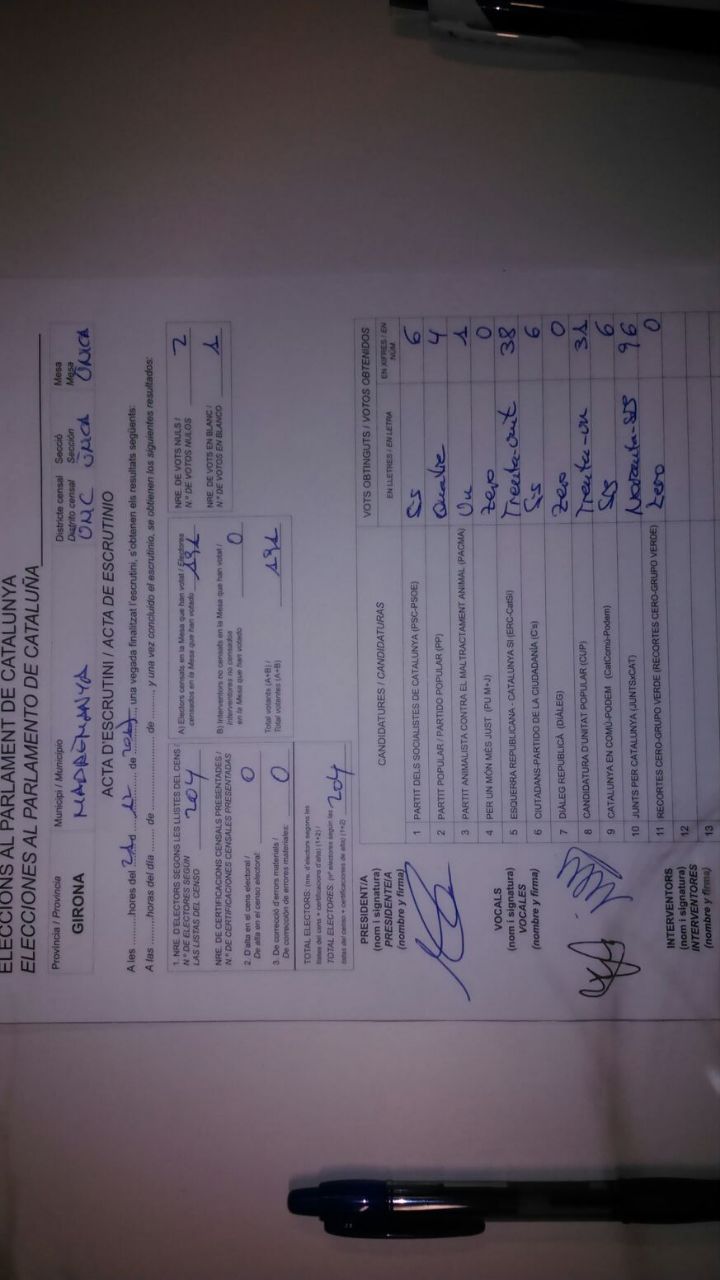 ELECCIONS AL PARLAMENT DE CATALUNYA
ELECCIONES AL PARLAMENTO DE CATALUÑA
Província / Provincia
GIRONA
Municipi / Municipio
MADREMANYA
Districte censal
Distrito censal
Secció
Sección
ÚNICA
Mesa
Mesa
ÚNICA
ACTA D'ESCRUTINI / ACTA DE ESCRUTINIO
A les ......... hores del ......... de ........., una vegada finalitzat l'escrutini, s'obtenen els resultats següents:
A las ......... horas del día ........ de ........................ de ........., y una vez concluido el escrutinio, se obtienen los siguientes resultados:
1. NRE. D'ELECTORS SEGONS LES LLISTES DEL CENS /
N.º DE ELECTORES SEGÚN
LAS LISTAS DEL CENSO
204
NRE. DE CERTIFICACIONS CENSALS PRESENTADES /
N.º DE CERTIFICACIONES CENSALES PRESENTADAS
2. D'alta en el cens electoral /
De alta en el censo electoral:
0
3. De correcció d'errors materials /
De corrección de errores materiales:
0
TOTAL ELECTORS: (nre. d'electors segons les
llistes del cens + certificacions d'alta) (1+2) /
TOTAL ELECTORES: (nº electores según las
listas del censo + certificaciones de alta) (1+2)
204
A) Electors censats en la Mesa que han votat / Electores
censados en la Mesa que han votado
191
B) Interventors no censats en la Mesa que han votat /
Interventores no censados
en la Mesa que han votado
0
Total votants (A+B) /
Total votantes (A+B)
191
NRE. DE VOTS NULS /
N.º DE VOTOS NULOS
2
NRE. DE VOTS EN BLANC /
N.º DE VOTOS EN BLANCO
1
CANDIDATURES / CANDIDATURAS
VOTS OBTINGUTS / VOTOS OBTENIDOS
EN LLETRES / EN LETRA
EN XIFRES / EN NÚM.
1 PARTIT DELS SOCIALISTES DE CATALUNYA (PSC-PSOE) Sis 6
2 PARTIT POPULAR / PARTIDO POPULAR (PP) Quatre 4
3 PARTIT ANIMALISTA CONTRA EL MALTRACTAMENT ANIMAL (PACMA) Un 1
4 PER UN MÓN MÉS JUST (PU M+J) Zero 0
5 ESQUERRA REPUBLICANA - CATALUNYA SÍ (ERC-CatSí) Trenta-vuit 38
6 CIUTADANS-PARTIDO DE LA CIUDADANÍA (C's) Sis 6
7 DIÀLEG REPUBLICÀ (DIÀLEG) Zero 0
8 CANDIDATURA D'UNITAT POPULAR (CUP) Trenta-un 31
9 CATALUNYA EN COMÚ-PODEM (CatComú-Podem) Sis 6
10 JUNTS PER CATALUNYA (JUNTSxCAT) Noranta-sis 96
11 RECORTES CERO-GRUPO VERDE (RECORTES CERO-GRUPO VERDE) Zero 0
12
13
PRESIDENT/A
(nom i signatura)
PRESIDENTE/A
(nombre y firma)
VOCALS
(nom i signatura)
VOCALES
(nombre y firma)
INTERVENTORS
(nom i signatura)
INTERVENTORES
(nombre y firma)